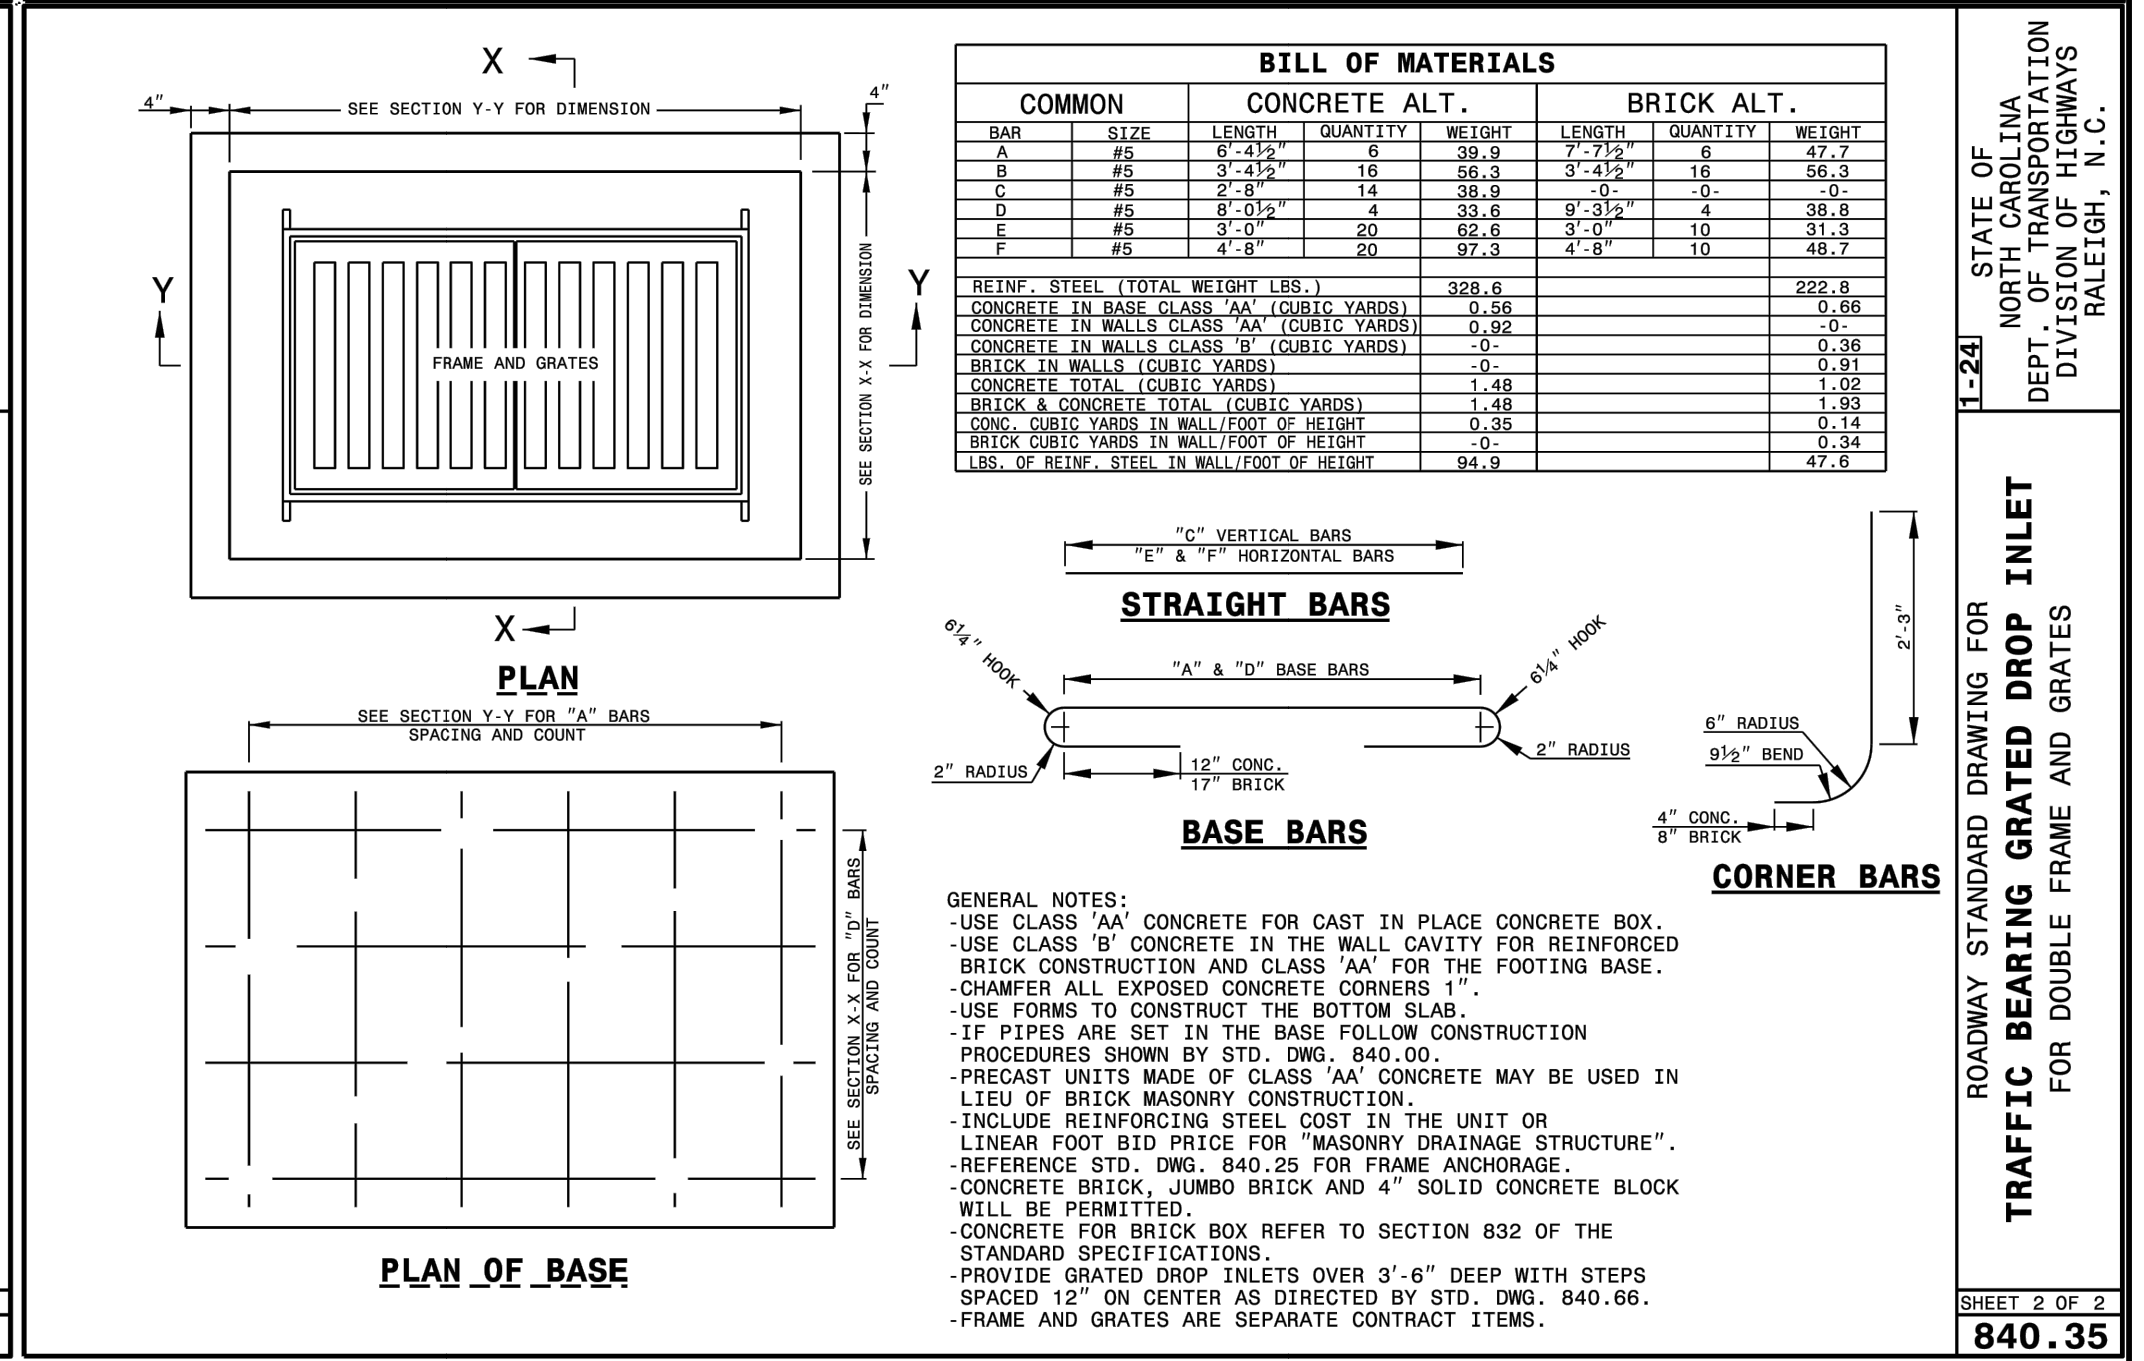 X
4"
SEE SECTION Y-Y FOR DIMENSION
4"
SEE SECTION X-X FOR DIMENSION
Y
Y
FRAME AND GRATES
X
PLAN
SEE SECTION Y-Y FOR "A" BARS
SPACING AND COUNT
SEE SECTION X-X FOR "D" BARS
SPACING AND COUNT
PLAN OF BASE
BILL OF MATERIALS
COMMON CONCRETE ALT. BRICK ALT.
BAR SIZE LENGTH QUANTITY WEIGHT LENGTH QUANTITY WEIGHT
A #5 6'-4½" 6 39.9 7'-7½" 6 47.7
B #5 3'-4½" 16 56.3 3'-4½" 16 56.3
C #5 2'-8" 14 38.9 -0- -0- -0-
D #5 8'-0½" 4 33.6 9'-3½" 4 38.8
E #5 3'-0" 20 62.6 3'-0" 10 31.3
F #5 4'-8" 20 97.3 4'-8" 10 48.7
REINF. STEEL (TOTAL WEIGHT LBS.) 328.6 222.8
CONCRETE IN BASE CLASS 'AA' (CUBIC YARDS) 0.56 0.66
CONCRETE IN WALLS CLASS 'AA' (CUBIC YARDS) 0.92 -0-
CONCRETE IN WALLS CLASS 'B' (CUBIC YARDS) -0- 0.36
BRICK IN WALLS (CUBIC YARDS) -0- 0.91
CONCRETE TOTAL (CUBIC YARDS) 1.48 1.02
BRICK & CONCRETE TOTAL (CUBIC YARDS) 1.48 1.93
CONC. CUBIC YARDS IN WALL/FOOT OF HEIGHT 0.35 0.14
BRICK CUBIC YARDS IN WALL/FOOT OF HEIGHT -0- 0.34
LBS. OF REINF. STEEL IN WALL/FOOT OF HEIGHT 94.9 47.6
"C" VERTICAL BARS
"E" & "F" HORIZONTAL BARS
STRAIGHT BARS
6¼" HOOK
"A" & "D" BASE BARS
6¼" HOOK
2" RADIUS
12" CONC.
17" BRICK
2" RADIUS
BASE BARS
2'-3"
6" RADIUS
9½" BEND
4" CONC.
8" BRICK
CORNER BARS
GENERAL NOTES:
-USE CLASS 'AA' CONCRETE FOR CAST IN PLACE CONCRETE BOX.
-USE CLASS 'B' CONCRETE IN THE WALL CAVITY FOR REINFORCED
BRICK CONSTRUCTION AND CLASS 'AA' FOR THE FOOTING BASE.
-CHAMFER ALL EXPOSED CONCRETE CORNERS 1".
-USE FORMS TO CONSTRUCT THE BOTTOM SLAB.
-IF PIPES ARE SET IN THE BASE FOLLOW CONSTRUCTION
PROCEDURES SHOWN BY STD. DWG. 840.00.
-PRECAST UNITS MADE OF CLASS 'AA' CONCRETE MAY BE USED IN
LIEU OF BRICK MASONRY CONSTRUCTION.
-INCLUDE REINFORCING STEEL COST IN THE UNIT OR
LINEAR FOOT BID PRICE FOR "MASONRY DRAINAGE STRUCTURE".
-REFERENCE STD. DWG. 840.25 FOR FRAME ANCHORAGE.
-CONCRETE BRICK, JUMBO BRICK AND 4" SOLID CONCRETE BLOCK
WILL BE PERMITTED.
-CONCRETE FOR BRICK BOX REFER TO SECTION 832 OF THE
STANDARD SPECIFICATIONS.
-PROVIDE GRATED DROP INLETS OVER 3'-6" DEEP WITH STEPS
SPACED 12" ON CENTER AS DIRECTED BY STD. DWG. 840.66.
-FRAME AND GRATES ARE SEPARATE CONTRACT ITEMS.
STATE OF
NORTH CAROLINA
DEPT. OF TRANSPORTATION
DIVISION OF HIGHWAYS
RALEIGH, N.C.
1-24
ROADWAY STANDARD DRAWING FOR
TRAFFIC BEARING GRATED DROP INLET
FOR DOUBLE FRAME AND GRATES
SHEET 2 OF 2
840.35